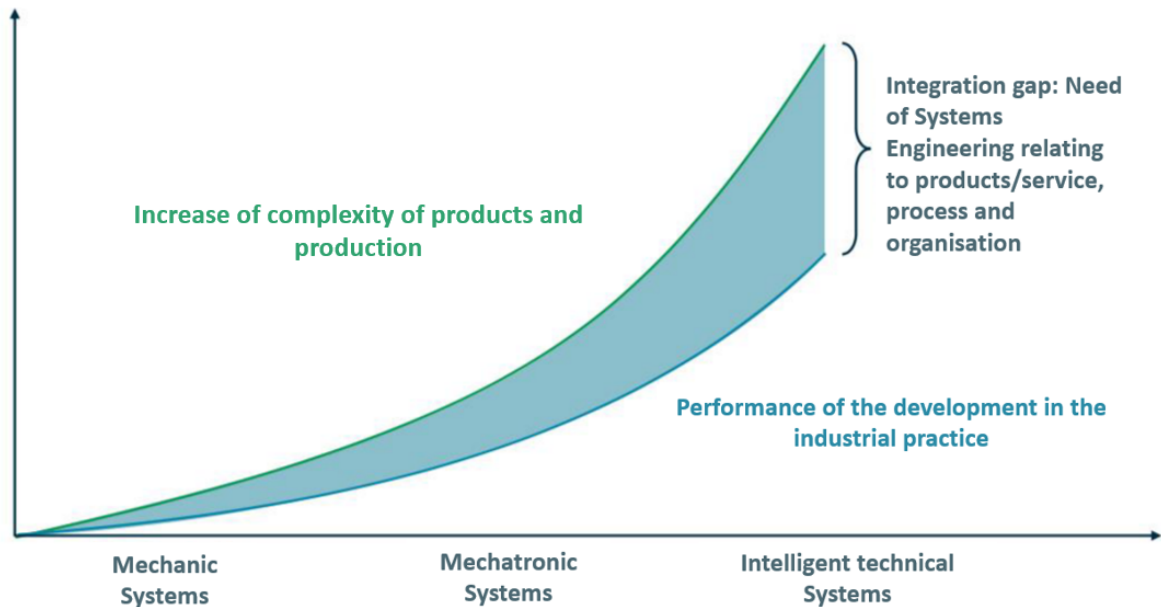 Integration gap: Need
of Systems
Engineering relating
to products/service,
process and
organisation
Increase of complexity of products and
production
Performance of the development in the
industrial practice
Mechanic
Systems
Mechatronic
Systems
Intelligent technical
Systems